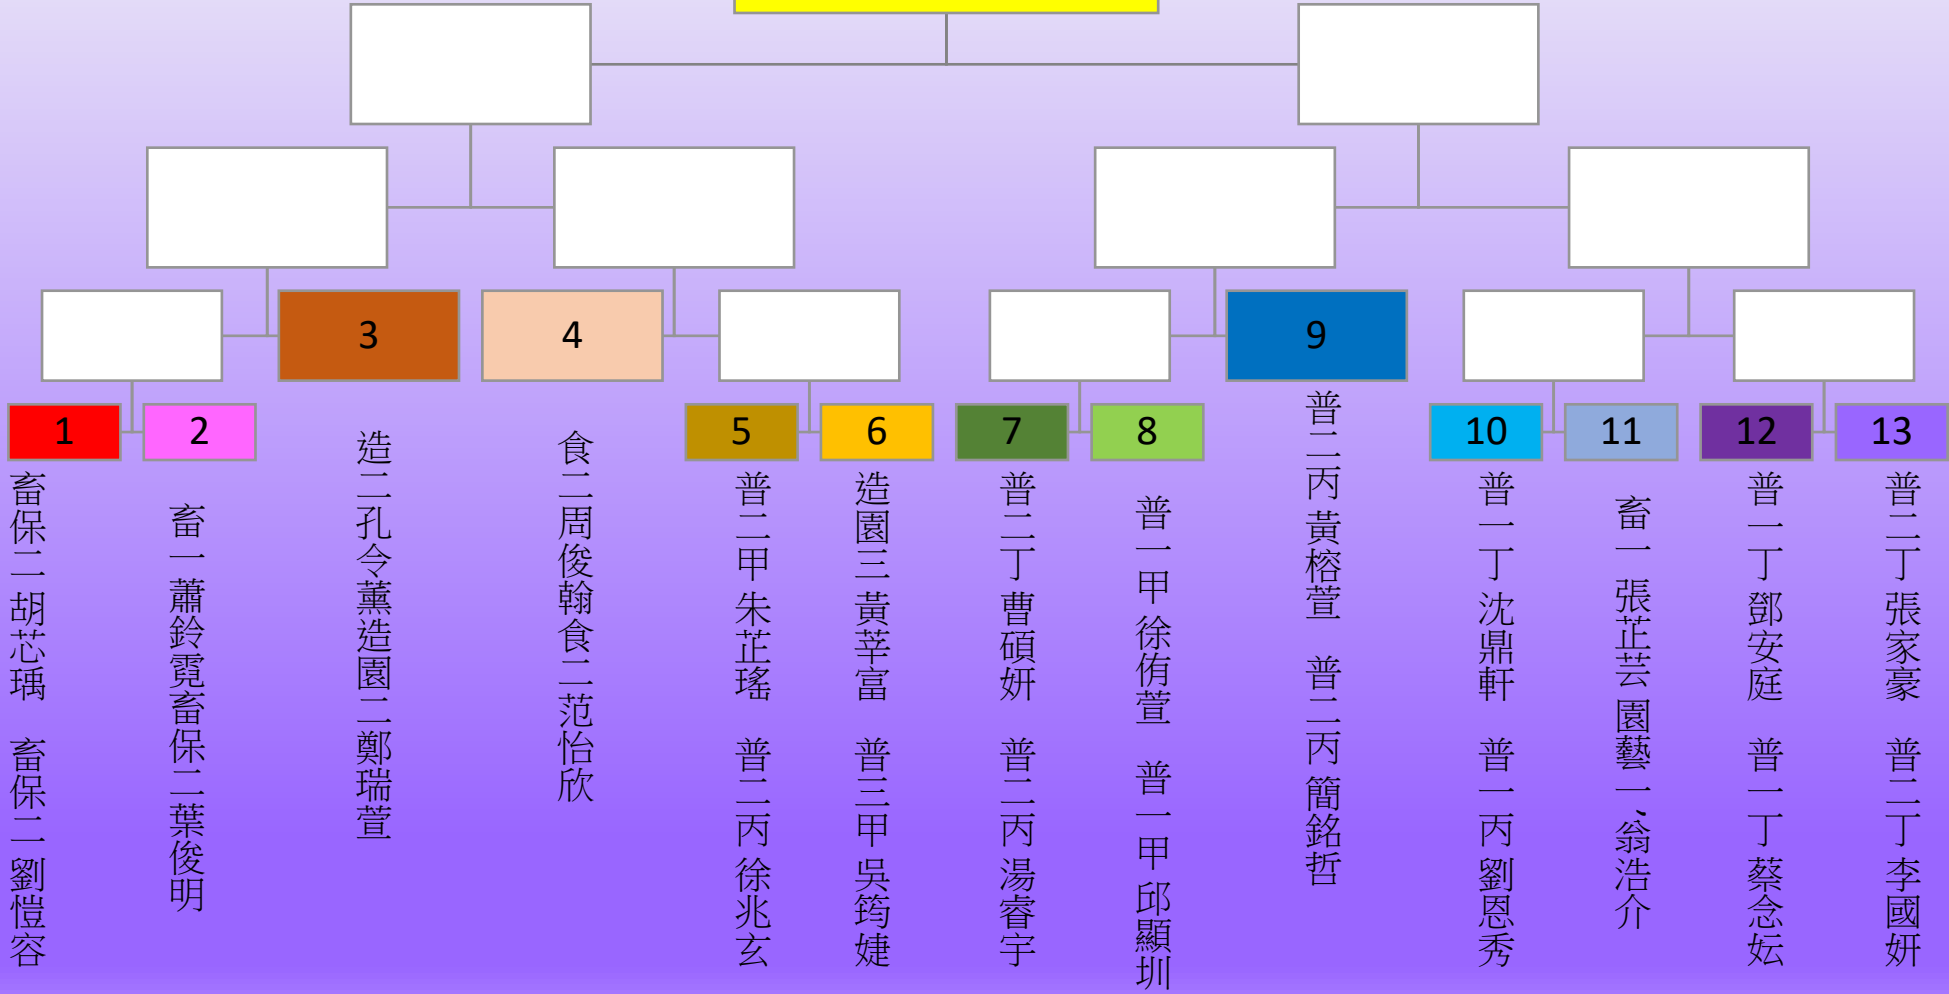 3
4
9
1
2
5
6
7
8
10
11
12
13
畜保二胡芯瑀 畜保二劉愷容
畜一蕭鈴霓畜保二葉俊明
造二孔令薰造園二鄭瑞萱
食二周俊翰食二范怡欣
普二甲 朱芷瑤 普二丙 徐兆玄
造園三 黃莘富 普三甲 吳筠婕
普二丁 曹碩妍 普二丙 湯睿宇
普一甲 徐侑萱 普一甲 邱顯圳
普二丙 黃榕萱 普二丙 簡銘哲
普一丁 沈鼎軒 普一丙 劉恩秀
畜一 張芷芸 園藝一,翁浩介
普一丁 鄧安庭 普一丁 蔡念妘
普二丁 張家豪 普二丁 李國妍